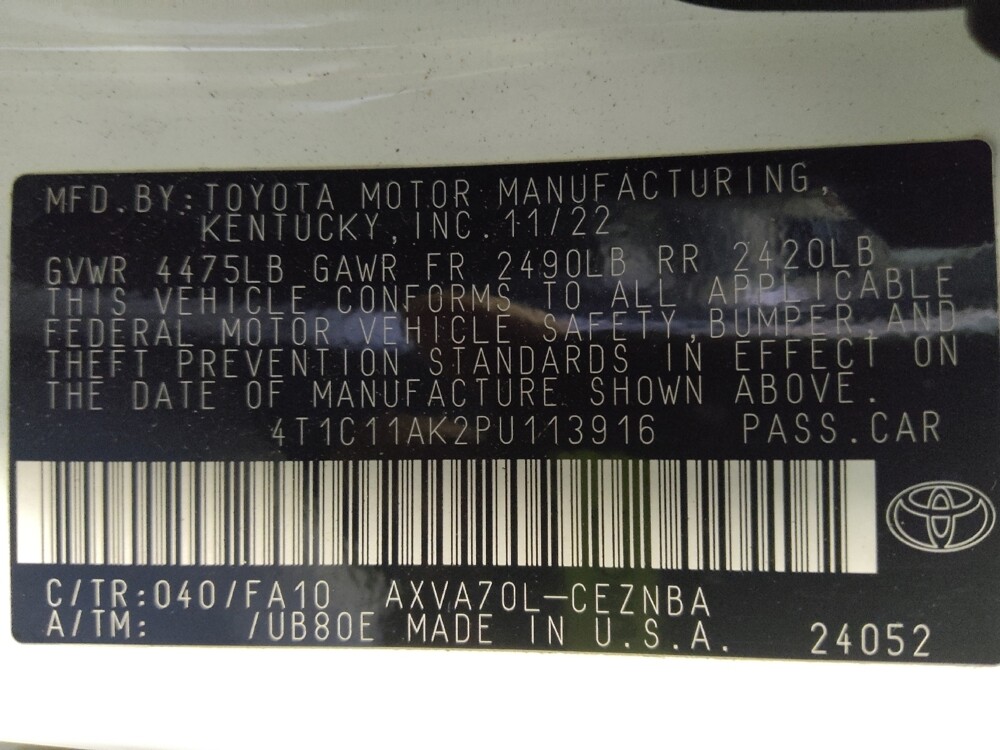 MFD.BY:TOYOTA MOTOR MANUFACTURING,
KENTUCKY,INC.11/22
GVWR 4475LB GAWR FR 2490LB RR 2420LB
THIS VEHICLE CONFORMS TO ALL APPLICABLE
FEDERAL MOTOR VEHICLE SAFETY,BUMPER,AND
THEFT PREVENTION STANDARDS IN EFFECT ON
THE DATE OF MANUFACTURE SHOWN ABOVE.
4T1C11AK2PU113916 PASS.CAR
C/TR:040/FA10 AXVA70L-CEZNBA
A/TM: /UB80E MADE IN U.S.A. 24052